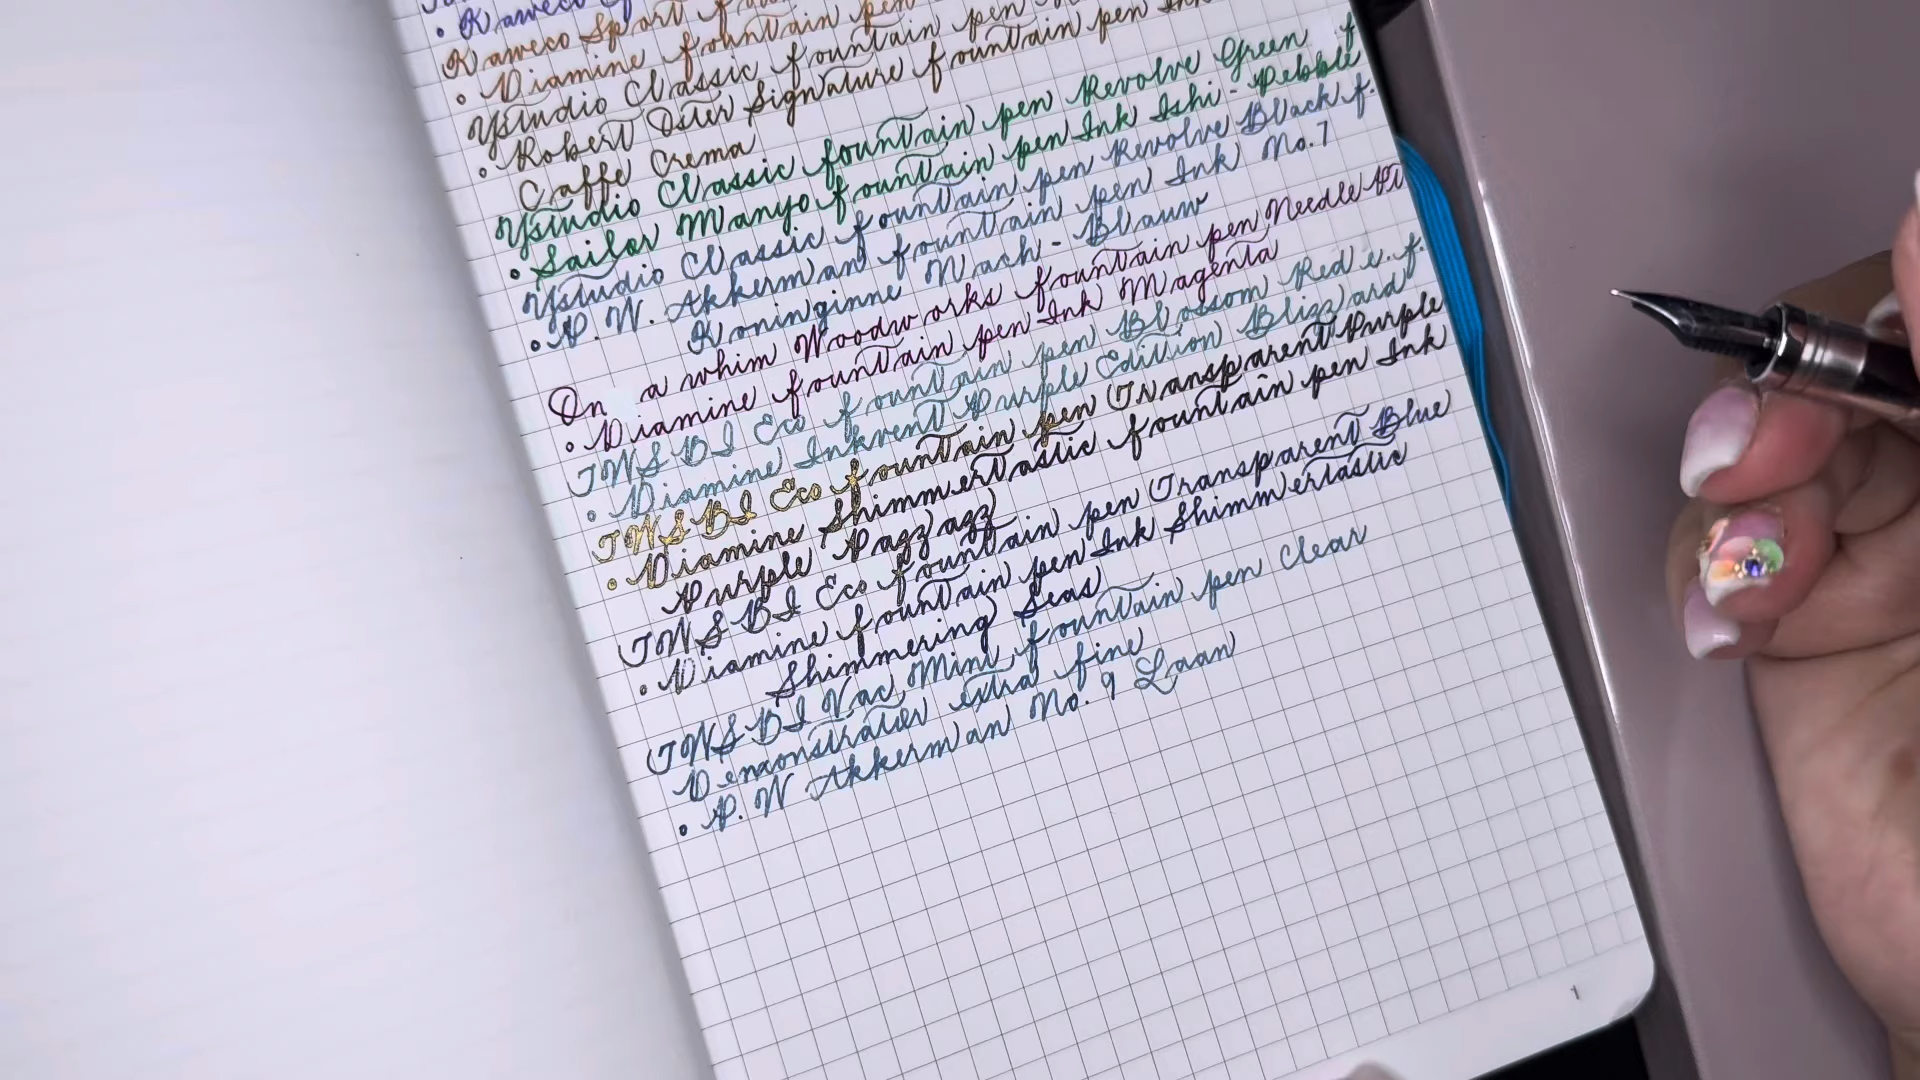 • Kaweco
Kaweco Sport
• Diamine fountain pen
Ystudio Classic fountain pen
• Robert Oster Signature fountain pen Ink
Caffe Crema
Ystudio Classic fountain pen Revolve Green f
• Sailor Manyo fountain pen Ink Ishi - Pebble
Ystudio Classic fountain pen Revolve Black f.
• P. W. Akkerman fountain pen Ink No. 7
Koninginne Nach - Blauw
On a whim Woodworks fountain pen Needle Pi
• Diamine fountain pen Ink Magenta
TWSBI Eco fountain pen Blossom Red e.f.
• Diamine Inkvent Purple Edition Blizzard
TWSBI Eco fountain pen Transparent Purple
• Diamine Shimmertastic fountain pen Ink
Purple Pazzazz
TWSBI Eco fountain pen Transparent Blue
• Diamine fountain pen Ink Shimmertastic
Shimmering Seas
TWSBI Vac Mini fountain pen Clear
Demonstrater extra fine
• P. W Akkerman No. 9 Laan
1